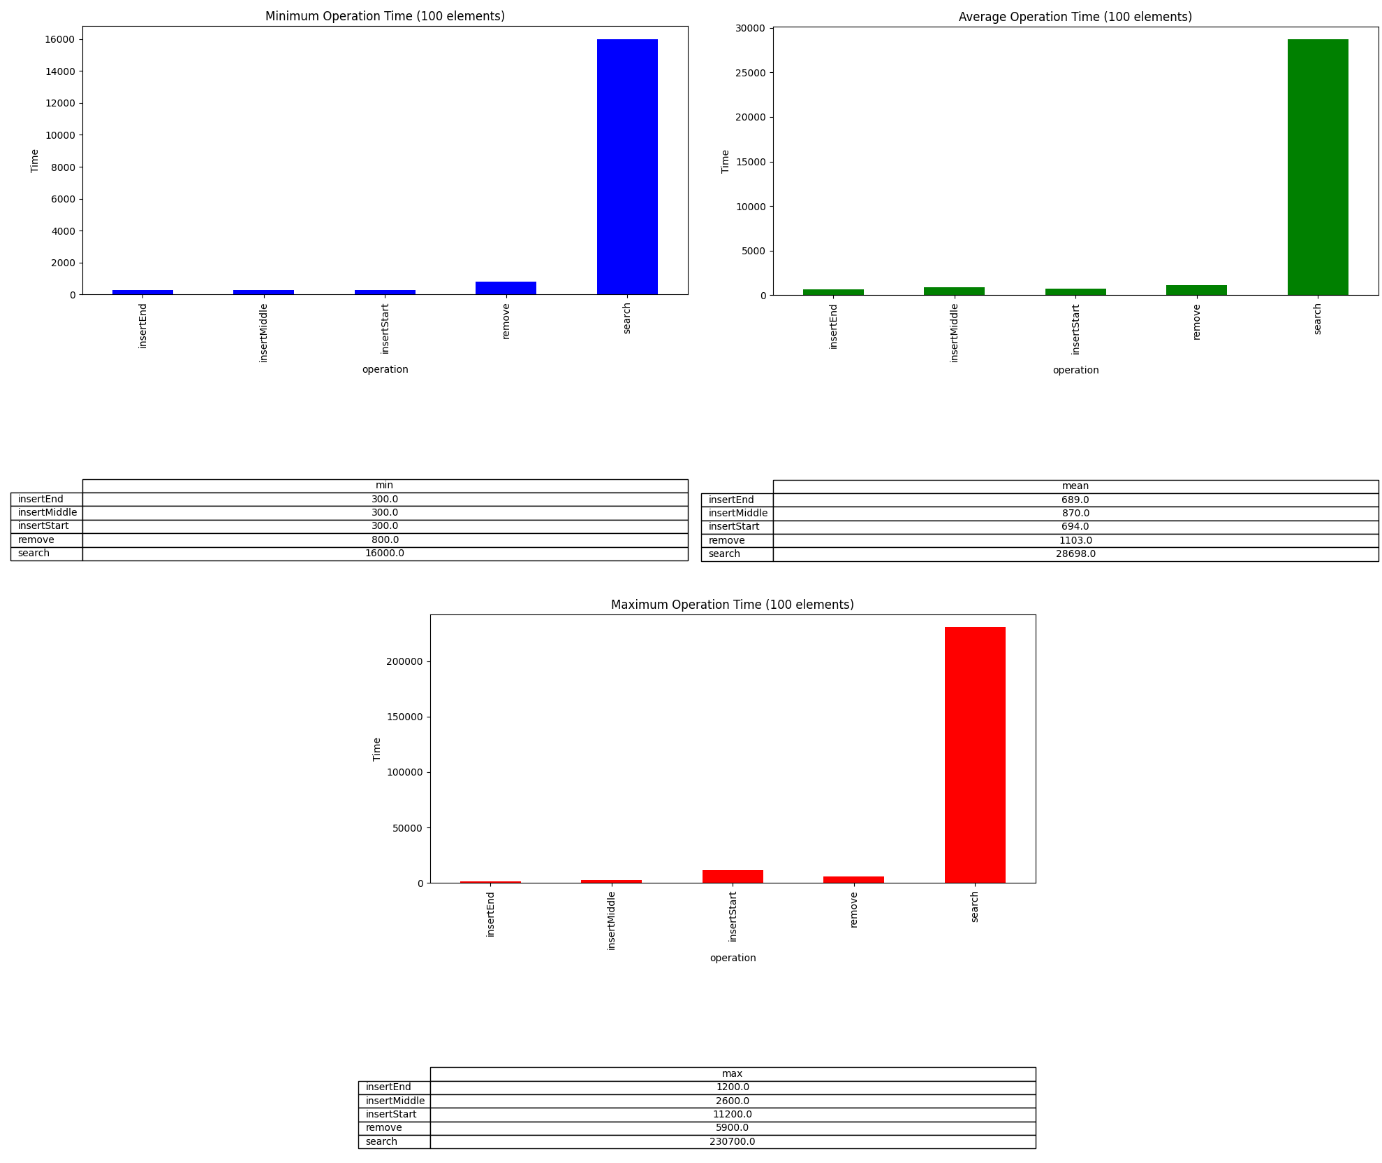 Minimum Operation Time (100 elements)
16000
14000
12000
10000
8000
6000
4000
2000
0
Time
insertEnd
insertMiddle
insertStart
remove
search
operation
min
insertEnd 300.0
insertMiddle 300.0
insertStart 300.0
remove 800.0
search 16000.0
Average Operation Time (100 elements)
30000
25000
20000
15000
10000
5000
0
Time
insertEnd
insertMiddle
insertStart
remove
search
operation
mean
insertEnd 689.0
insertMiddle 870.0
insertStart 694.0
remove 1103.0
search 28698.0
Maximum Operation Time (100 elements)
200000
150000
100000
50000
0
Time
insertEnd
insertMiddle
insertStart
remove
search
operation
max
insertEnd 1200.0
insertMiddle 2600.0
insertStart 11200.0
remove 5900.0
search 230700.0